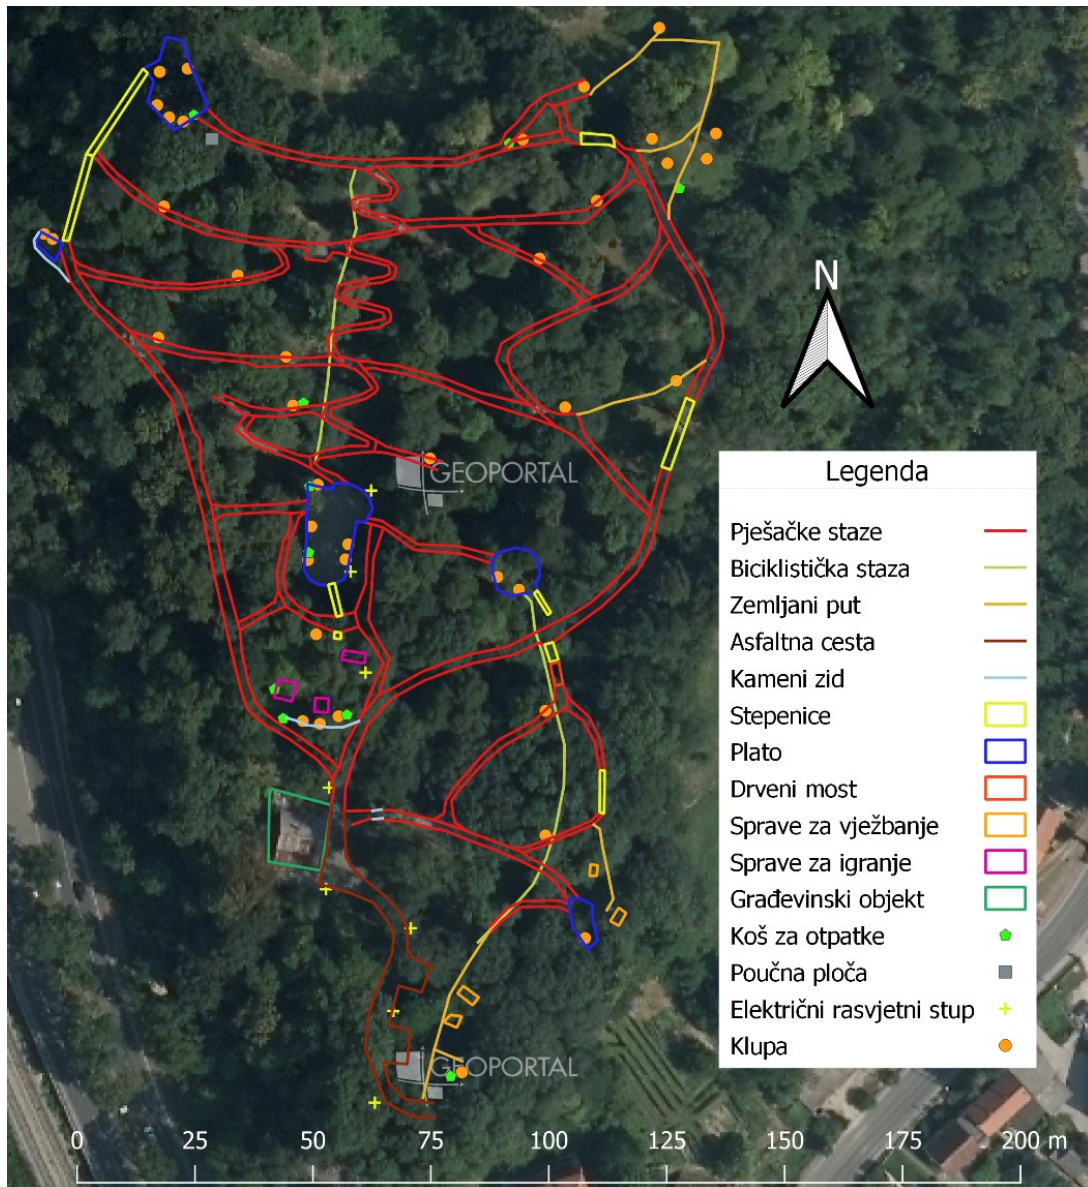 N
GEOPORTAL
Legenda
Pješačke staze
Biciklistička staza
Zemljani put
Asfaltna cesta
Kameni zid
Stepenice
Plato
Drveni most
Sprave za vježbanje
Sprave za igranje
Građevinski objekt
Koš za otpatke
Poučna ploča
Električni rasvjetni stup
Klupa
GEOPORTAL
0 25 50 75 100 125 150 175 200 m